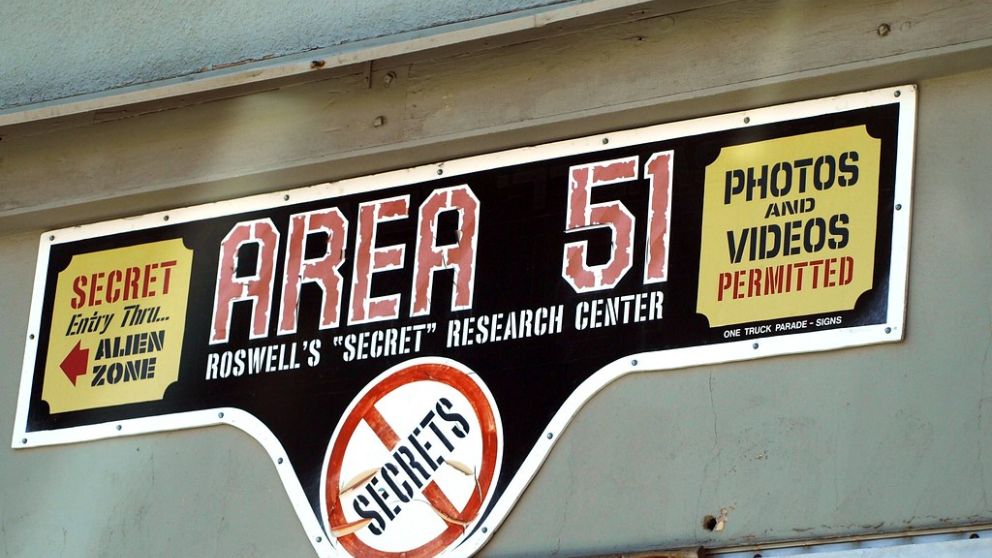 SECRET
Entry Thru...
ALIEN
ZONE
AREA 51
ROSWELL'S "SECRET" RESEARCH CENTER
SECRETS
PHOTOS
AND
VIDEOS
PERMITTED
ONE TRUCK PARADE - SIGNS